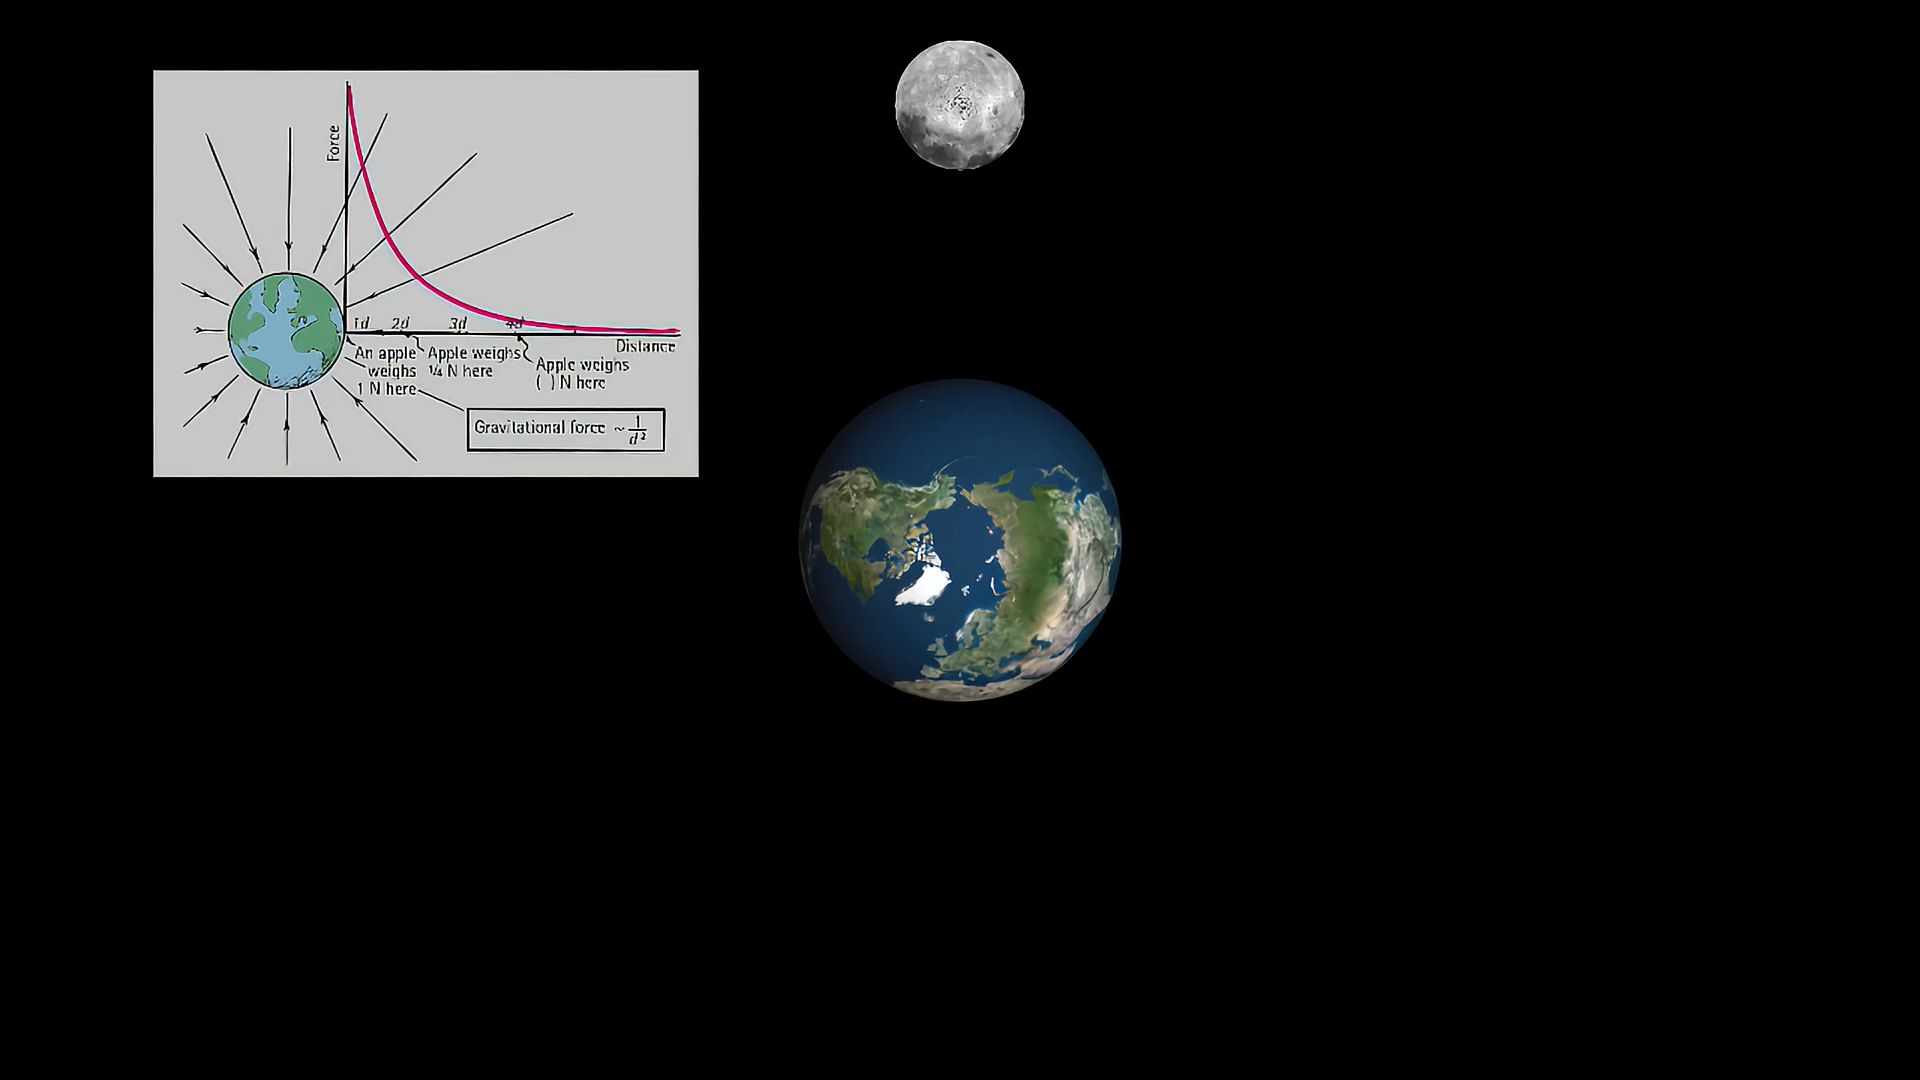 Force
1d 2d 3d 4d
Distance
An apple
weighs
1 N here
Apple weighs
1/4 N here
Apple weighs
( ) N here
Gravitational force ~ 1/d²